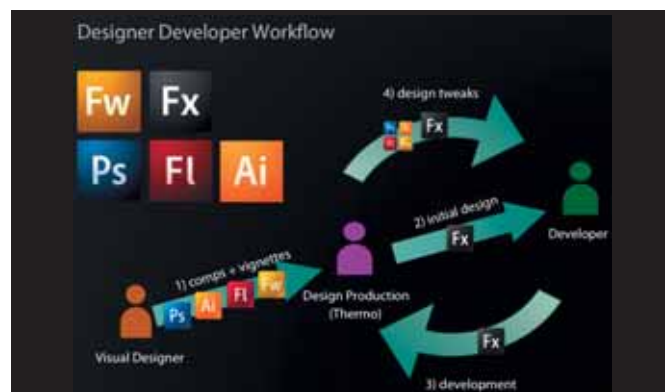 Designer Developer Workflow
Fw Fx
Ps Fl Ai
4) design tweaks
Fx
2) initial design
Fx
Developer
1) comps + vignettes
Ps Ai Fl Fw
Design Production
(Thermo)
Visual Designer
Fx
3) development